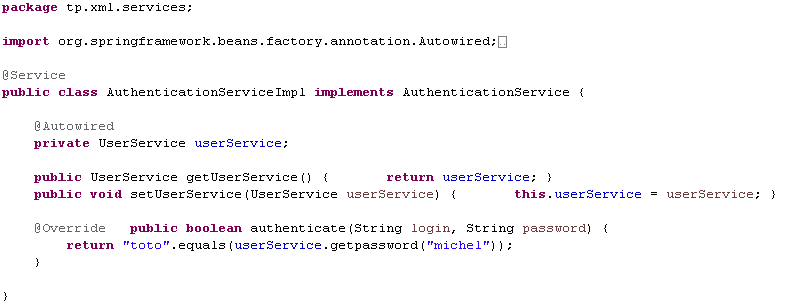 package tp.xml.services;
import org.springframework.beans.factory.annotation.Autowired;
@Service
public class AuthenticationServiceImpl implements AuthenticationService {
@Autowired
private UserService userService;
public UserService getUserService() { return userService; }
public void setUserService(UserService userService) { this.userService = userService; }
@Override public boolean authenticate(String login, String password) {
return "toto".equals(userService.getpassword("michel"));
}
}